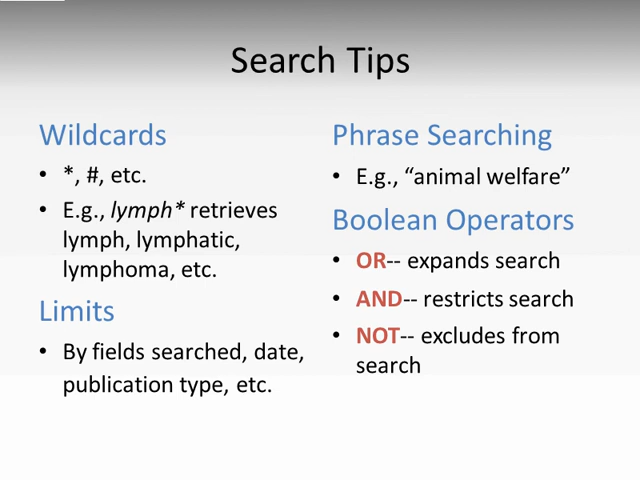 Search Tips
Wildcards
• *, #, etc.
• E.g., lymph* retrieves
lymph, lymphatic,
lymphoma, etc.
Limits
• By fields searched, date,
publication type, etc.
Phrase Searching
• E.g., “animal welfare”
Boolean Operators
• OR-- expands search
• AND-- restricts search
• NOT-- excludes from
search